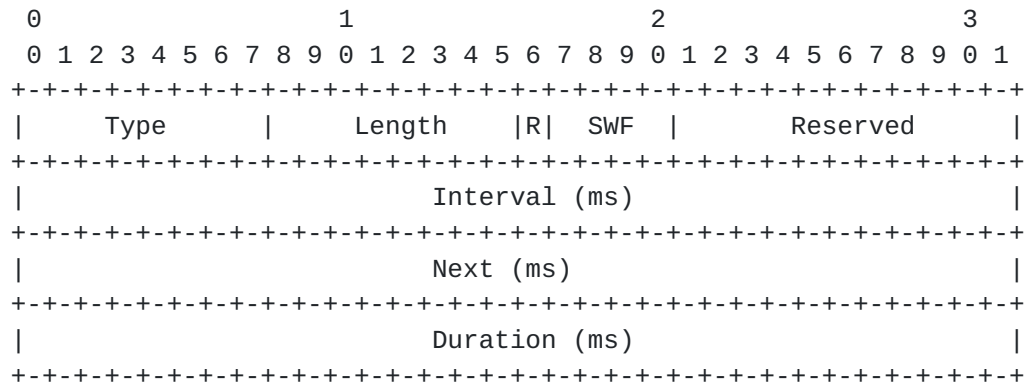 0                   1                   2                   3
 0 1 2 3 4 5 6 7 8 9 0 1 2 3 4 5 6 7 8 9 0 1 2 3 4 5 6 7 8 9 0 1
+-+-+-+-+-+-+-+-+-+-+-+-+-+-+-+-+-+-+-+-+-+-+-+-+-+-+-+-+-+-+-+-+
|     Type      |     Length    |R|  SWF  |       Reserved      |
+-+-+-+-+-+-+-+-+-+-+-+-+-+-+-+-+-+-+-+-+-+-+-+-+-+-+-+-+-+-+-+-+
|                          Interval (ms)                        |
+-+-+-+-+-+-+-+-+-+-+-+-+-+-+-+-+-+-+-+-+-+-+-+-+-+-+-+-+-+-+-+-+
|                          Next (ms)                            |
+-+-+-+-+-+-+-+-+-+-+-+-+-+-+-+-+-+-+-+-+-+-+-+-+-+-+-+-+-+-+-+-+
|                          Duration (ms)                        |
+-+-+-+-+-+-+-+-+-+-+-+-+-+-+-+-+-+-+-+-+-+-+-+-+-+-+-+-+-+-+-+-+